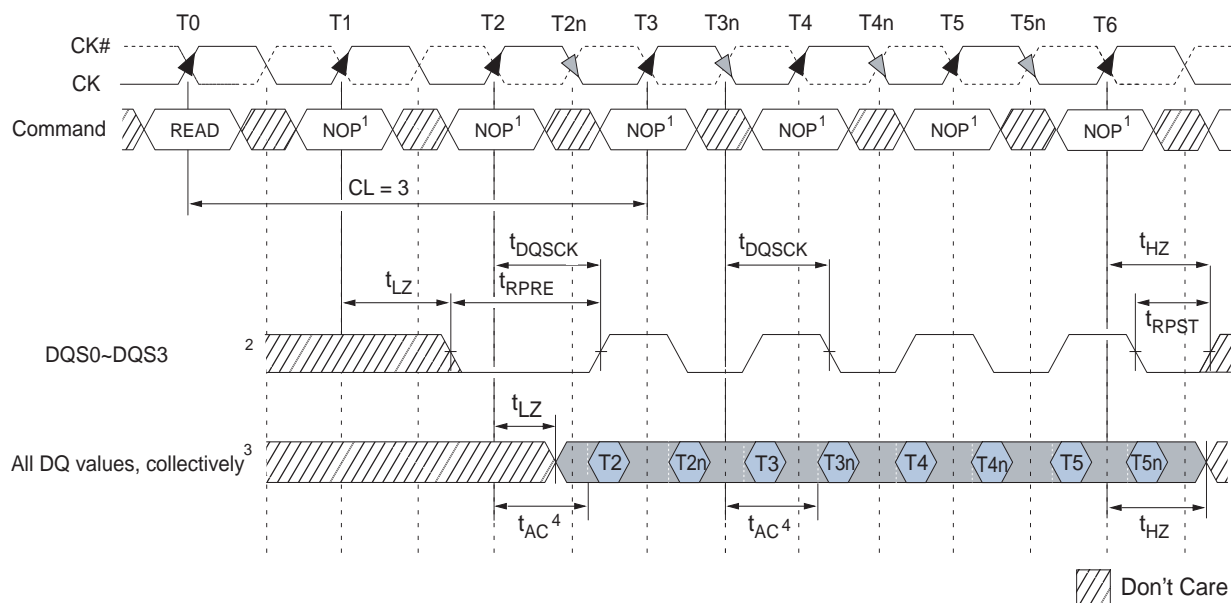 T0 T1 T2 T2n T3 T3n T4 T4n T5 T5n T6
CK#
CK
Command READ NOP1 NOP1 NOP1 NOP1 NOP1 NOP1
CL = 3
tDQSCK tDQSCK tHZ
tLZ tRPRE tRPST
DQS0~DQS3 2
tLZ
All DQ values, collectively3 T2 T2n T3 T3n T4 T4n T5 T5n
tAC4 tAC4 tHZ
Don't Care